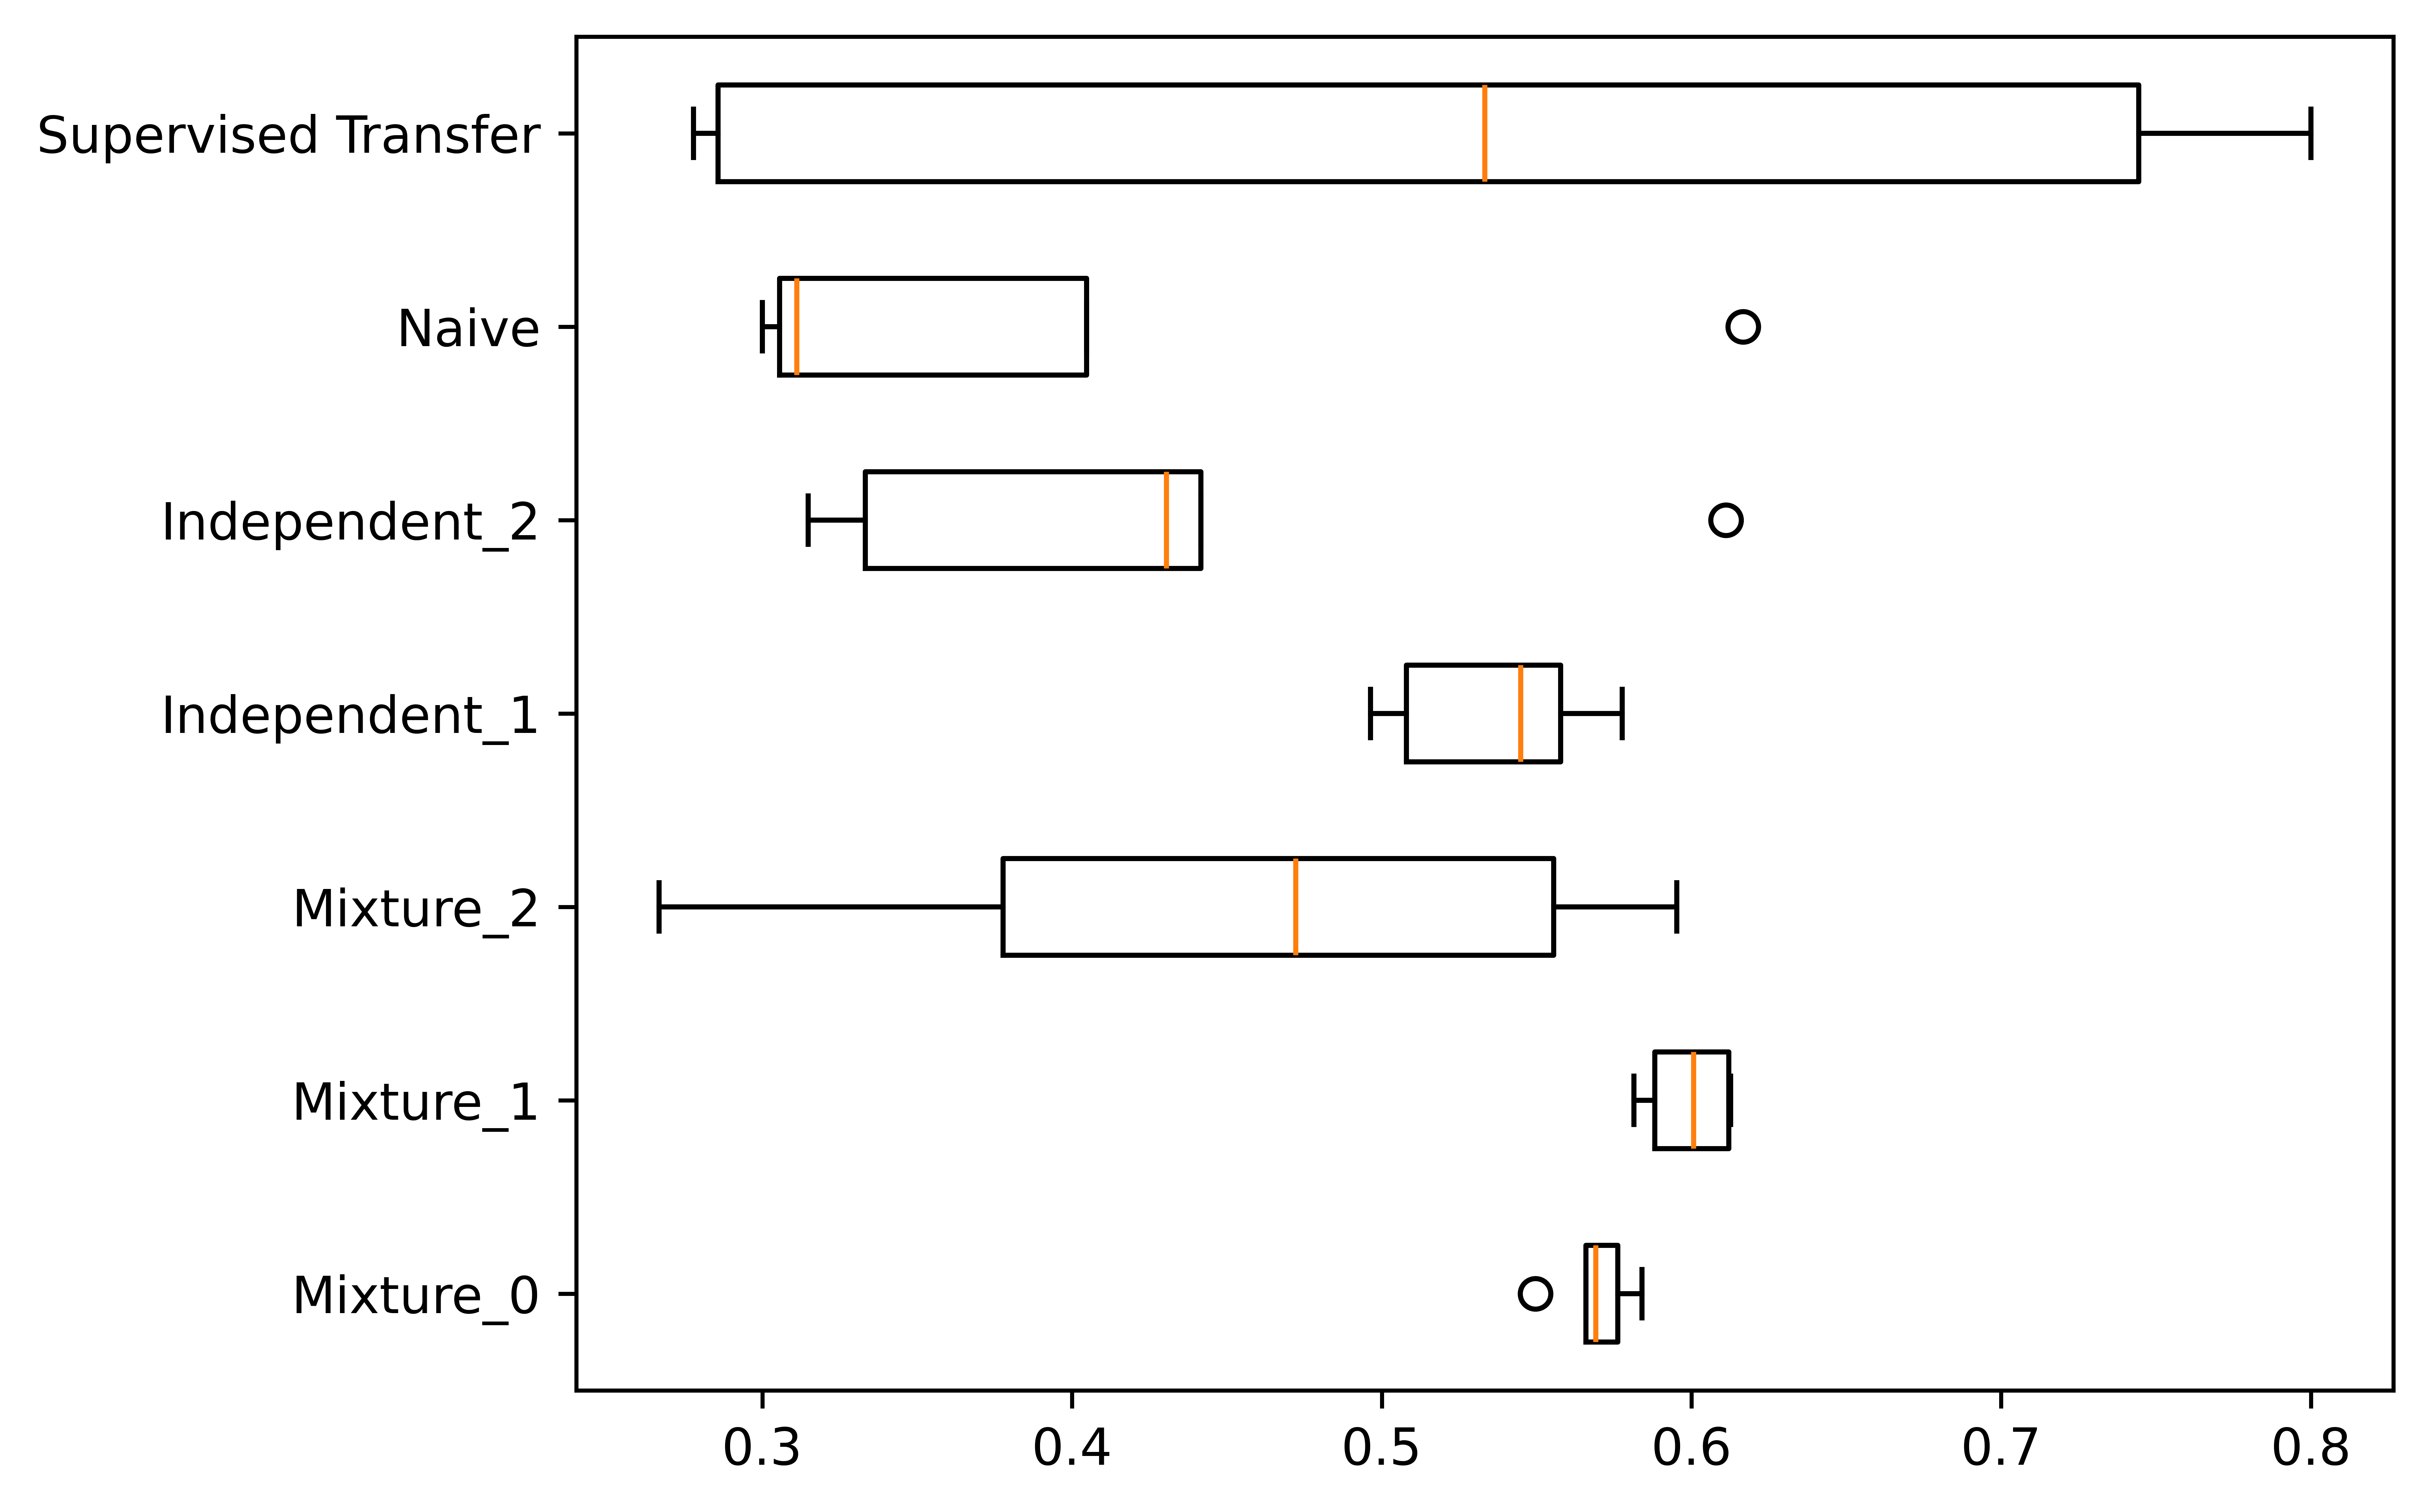 Supervised Transfer
Naive
Independent_2
Independent_1
Mixture_2
Mixture_1
Mixture_0
0.3 0.4 0.5 0.6 0.7 0.8